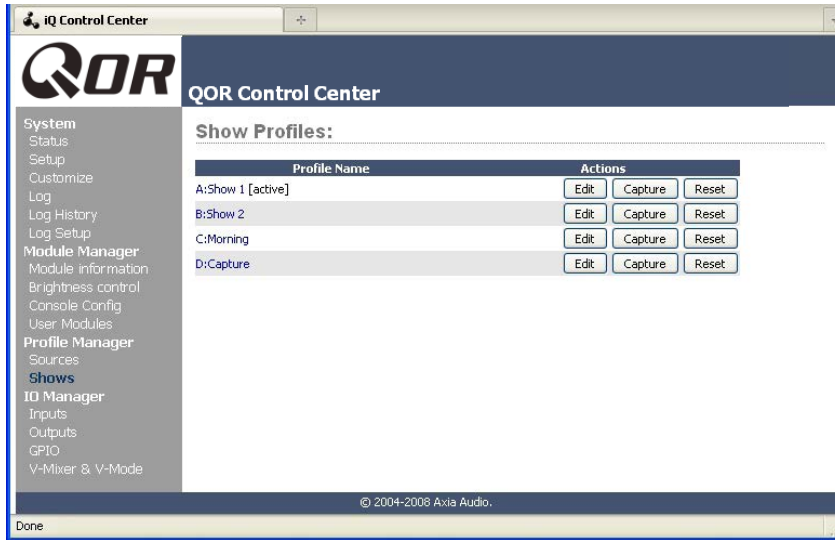 iQ Control Center
QOR
QOR Control Center
System
Status
Setup
Customize
Log
Log History
Log Setup
Module Manager
Module information
Brightness control
Console Config
User Modules
Profile Manager
Sources
Shows
IO Manager
Inputs
Outputs
GPIO
V-Mixer & V-Mode
Show Profiles:
Profile Name Actions
A:Show 1 [active] Edit Capture Reset
B:Show 2 Edit Capture Reset
C:Morning Edit Capture Reset
D:Capture Edit Capture Reset
© 2004-2008 Axia Audio.
Done